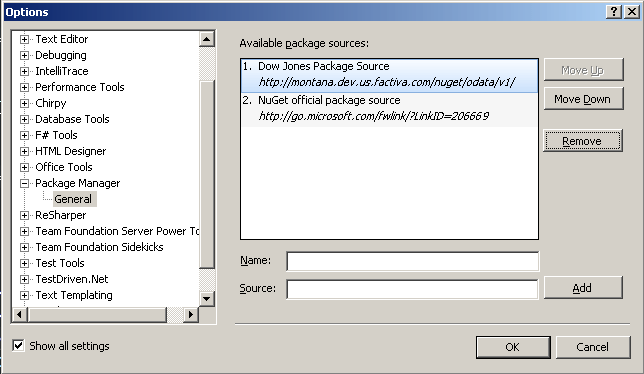 Options
Text Editor
Debugging
IntelliTrace
Performance Tools
Chirpy
Database Tools
F# Tools
HTML Designer
Office Tools
Package Manager
General
ReSharper
Team Foundation Server Power To
Team Foundation Sidekicks
Test Tools
TestDriven.Net
Text Templating
Show all settings
Available package sources:
1. Dow Jones Package Source
http://montana.dev.us.factiva.com/nuget/odata/v1/
2. NuGet official package source
http://go.microsoft.com/fwlink/?LinkID=206669
Move Up
Move Down
Remove
Name:
Source:
Add
OK
Cancel